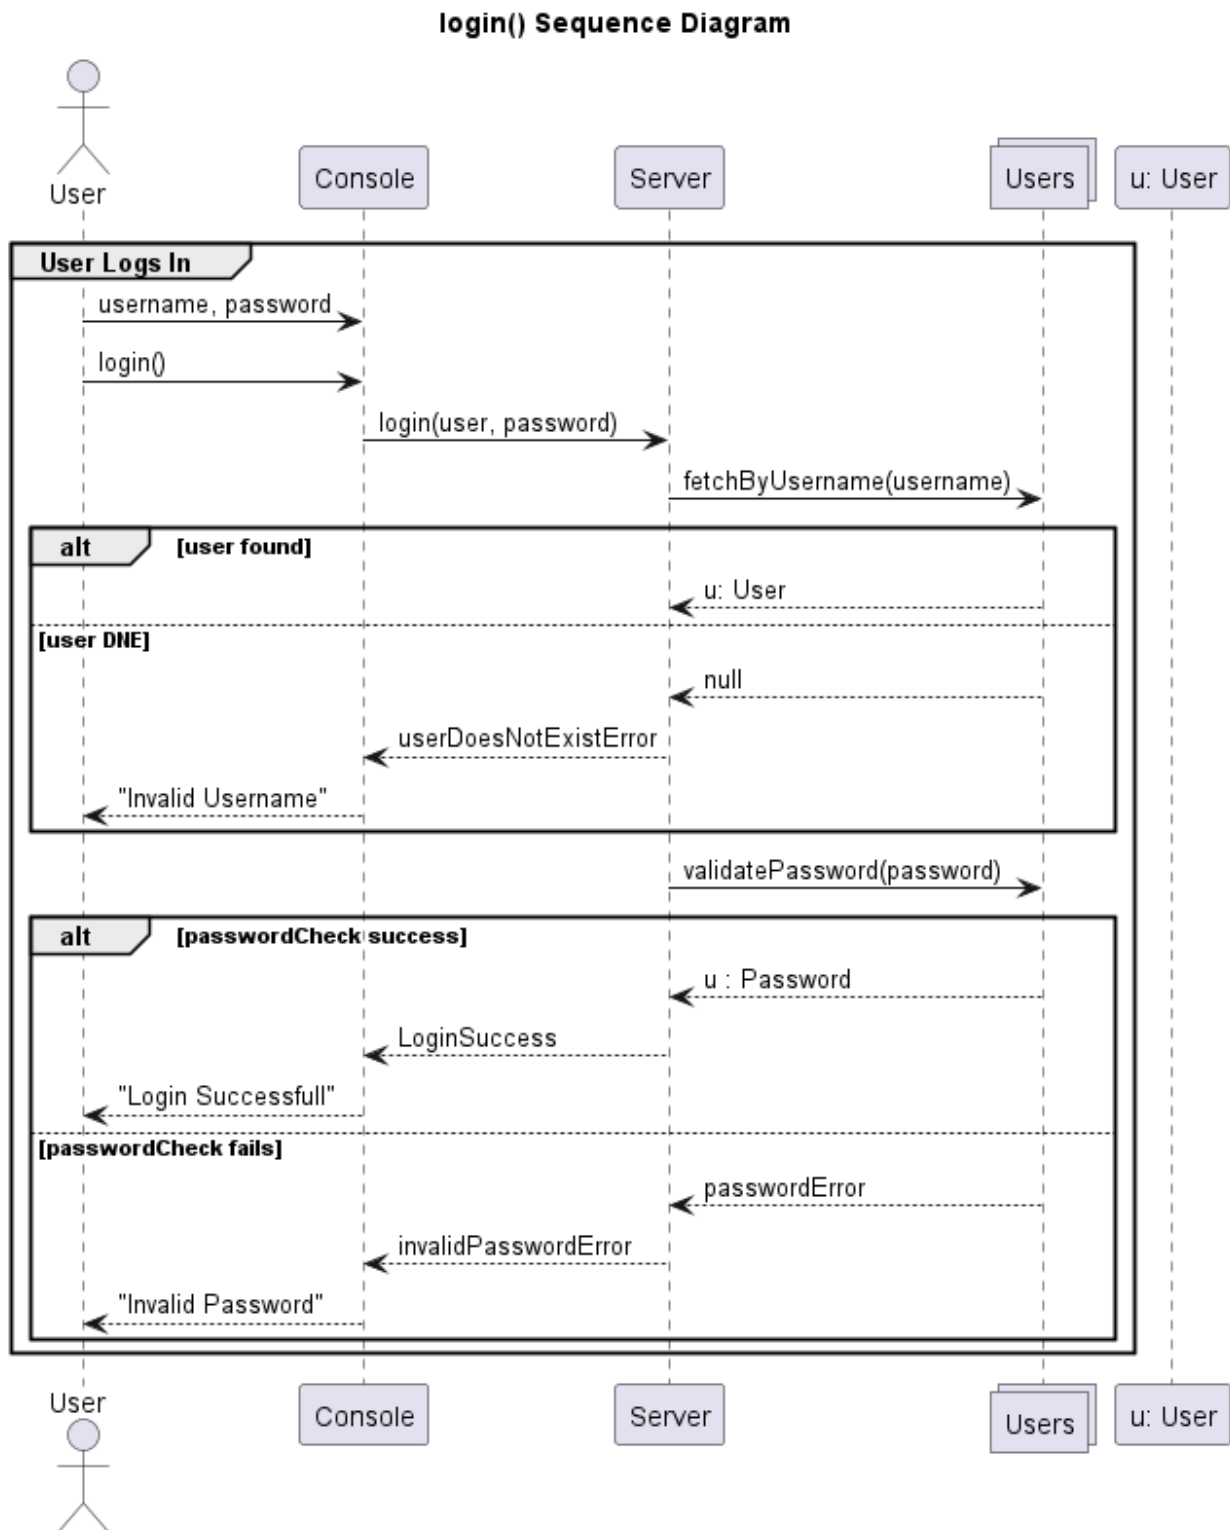 login() Sequence Diagram
User
Console
Server
Users
u: User
User Logs In
username, password
login()
login(user, password)
fetchByUsername(username)
alt
[user found]
u: User
[user DNE]
null
userDoesNotExistError
"Invalid Username"
validatePassword(password)
alt
[passwordCheck success]
u : Password
LoginSuccess
"Login Successfull"
[passwordCheck fails]
passwordError
invalidPasswordError
"Invalid Password"
User
Console
Server
Users
u: User